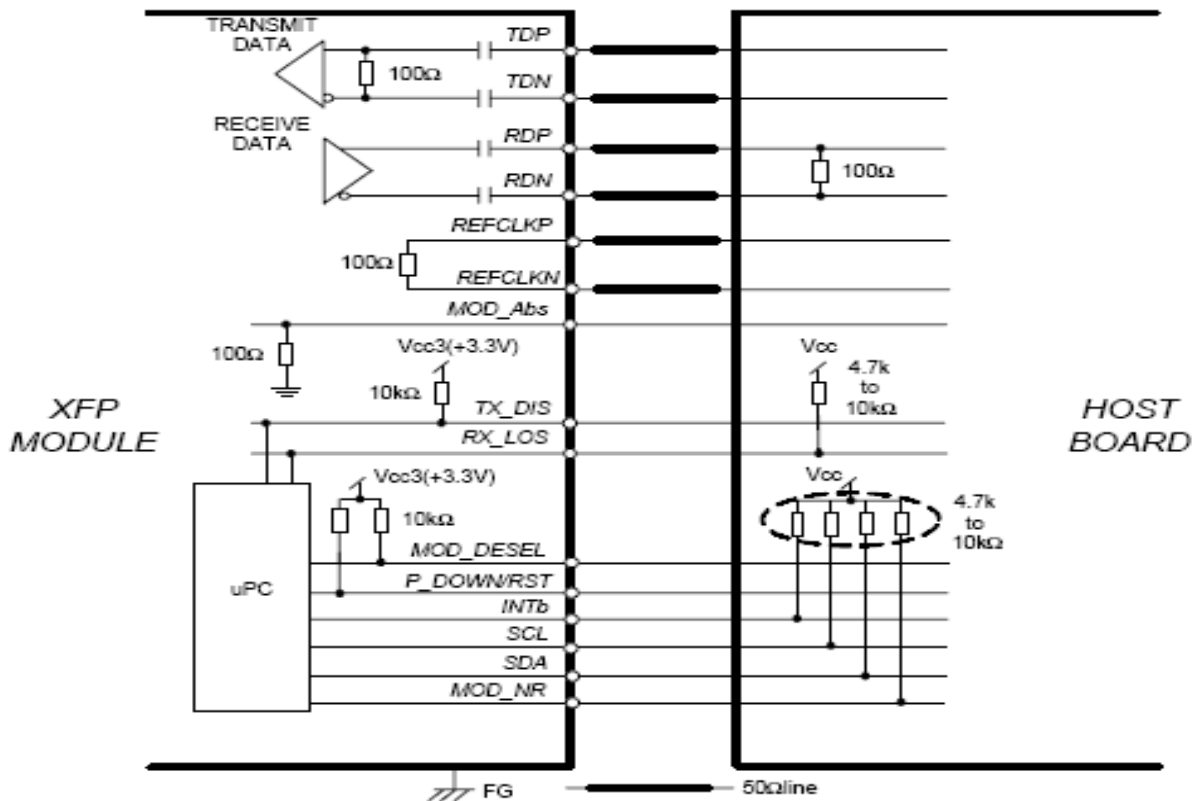 TRANSMIT
DATA
TDP
100Ω
TDN
RECEIVE
DATA
RDP
100Ω
RDN
REFCLKP
100Ω
REFCLKN
MOD_Abs
100Ω
Vcc3(+3.3V)
10kΩ
TX_DIS
RX_LOS
Vcc
4.7k
to
10kΩ
XFP
MODULE
HOST
BOARD
Vcc3(+3.3V)
10kΩ
Vcc
4.7k
to
10kΩ
uPC
MOD_DESEL
P_DOWN/RST
INTb
SCL
SDA
MOD_NR
FG
50Ωline